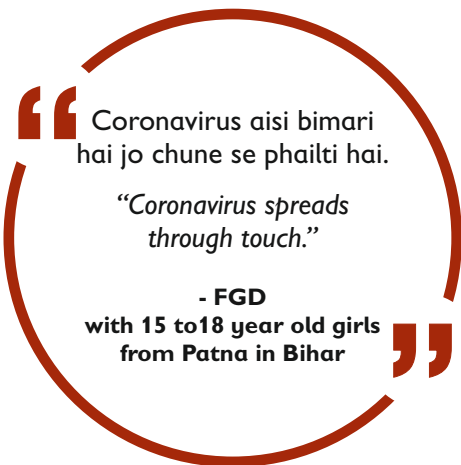 Coronavirus aisi bimari
hai jo chune se phailti hai.
“Coronavirus spreads
through touch.”
- FGD
with 15 to18 year old girls
from Patna in Bihar